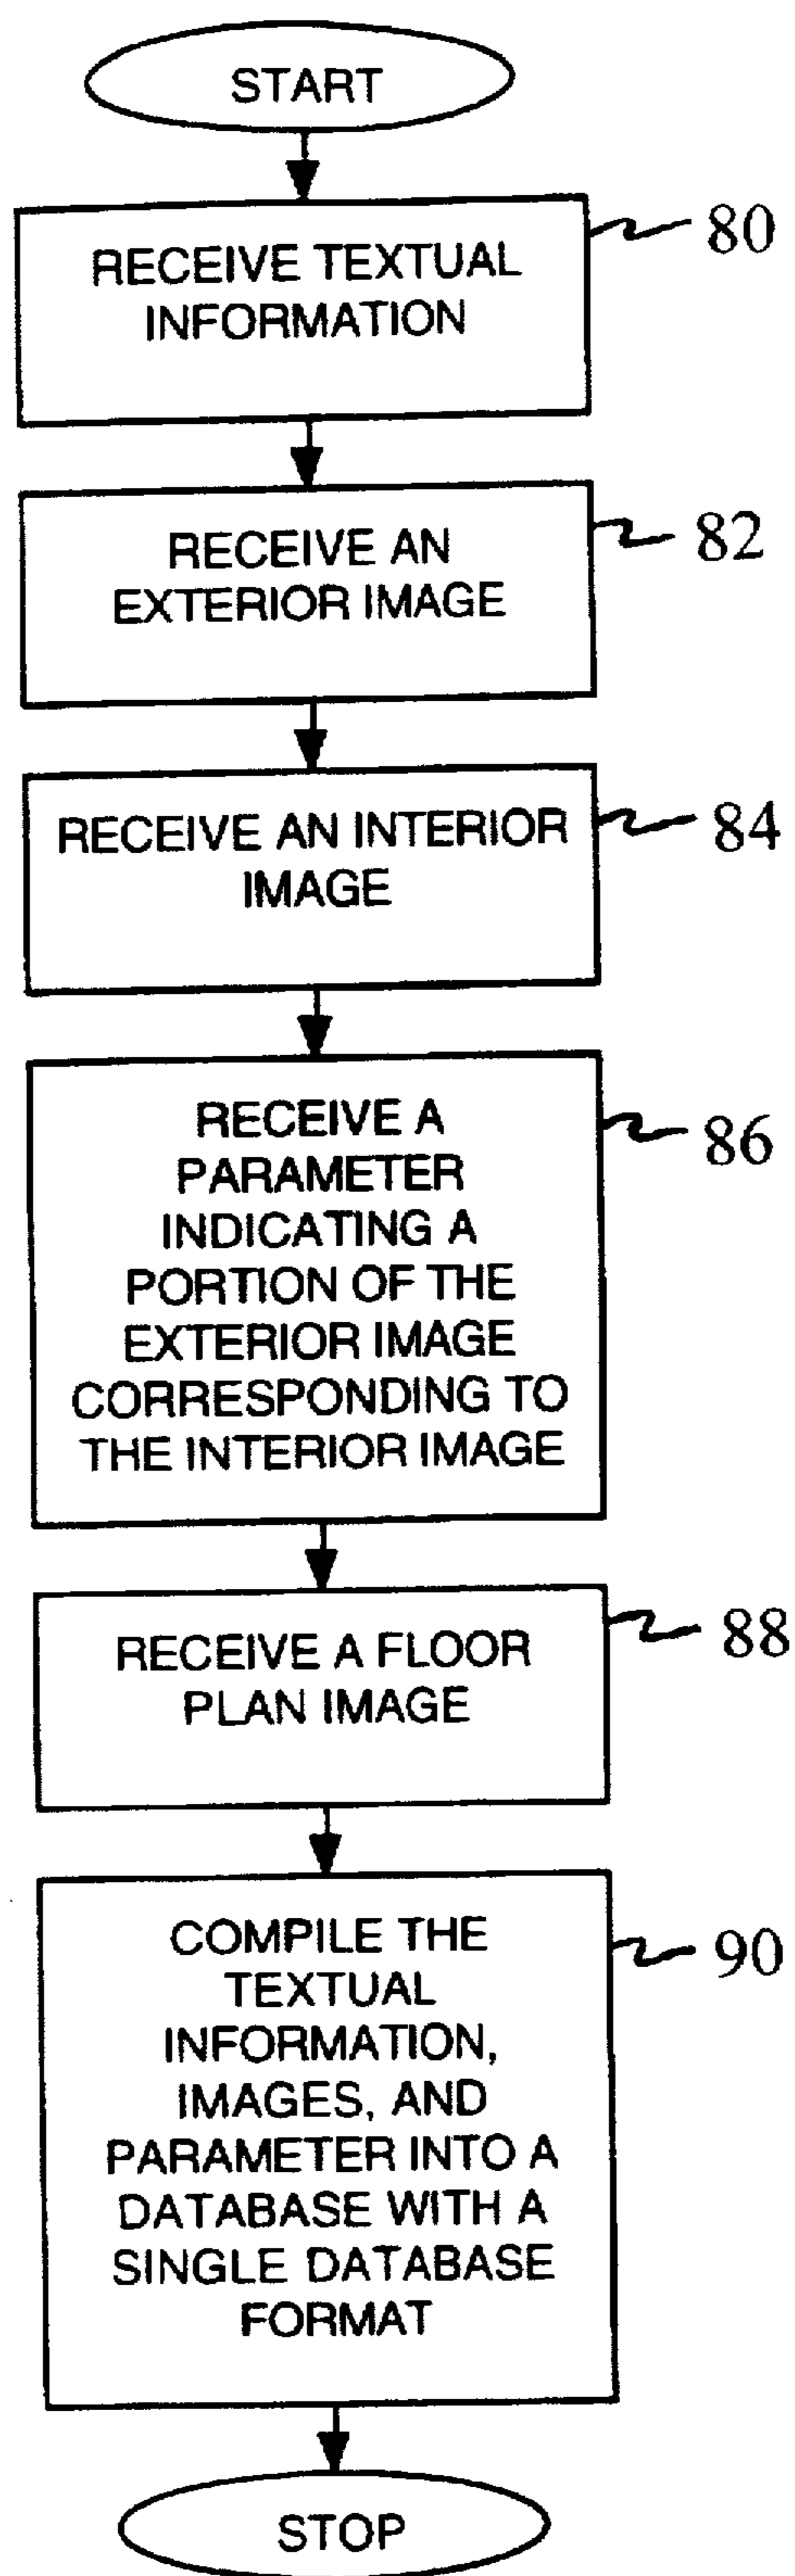 START
80
RECEIVE TEXTUAL
INFORMATION
82
RECEIVE AN
EXTERIOR IMAGE
84
RECEIVE AN INTERIOR
IMAGE
86
RECEIVE A
PARAMETER
INDICATING A
PORTION OF THE
EXTERIOR IMAGE
CORRESPONDING TO
THE INTERIOR IMAGE
88
RECEIVE A FLOOR
PLAN IMAGE
90
COMPILE THE
TEXTUAL
INFORMATION,
IMAGES, AND
PARAMETER INTO A
DATABASE WITH A
SINGLE DATABASE
FORMAT
STOP